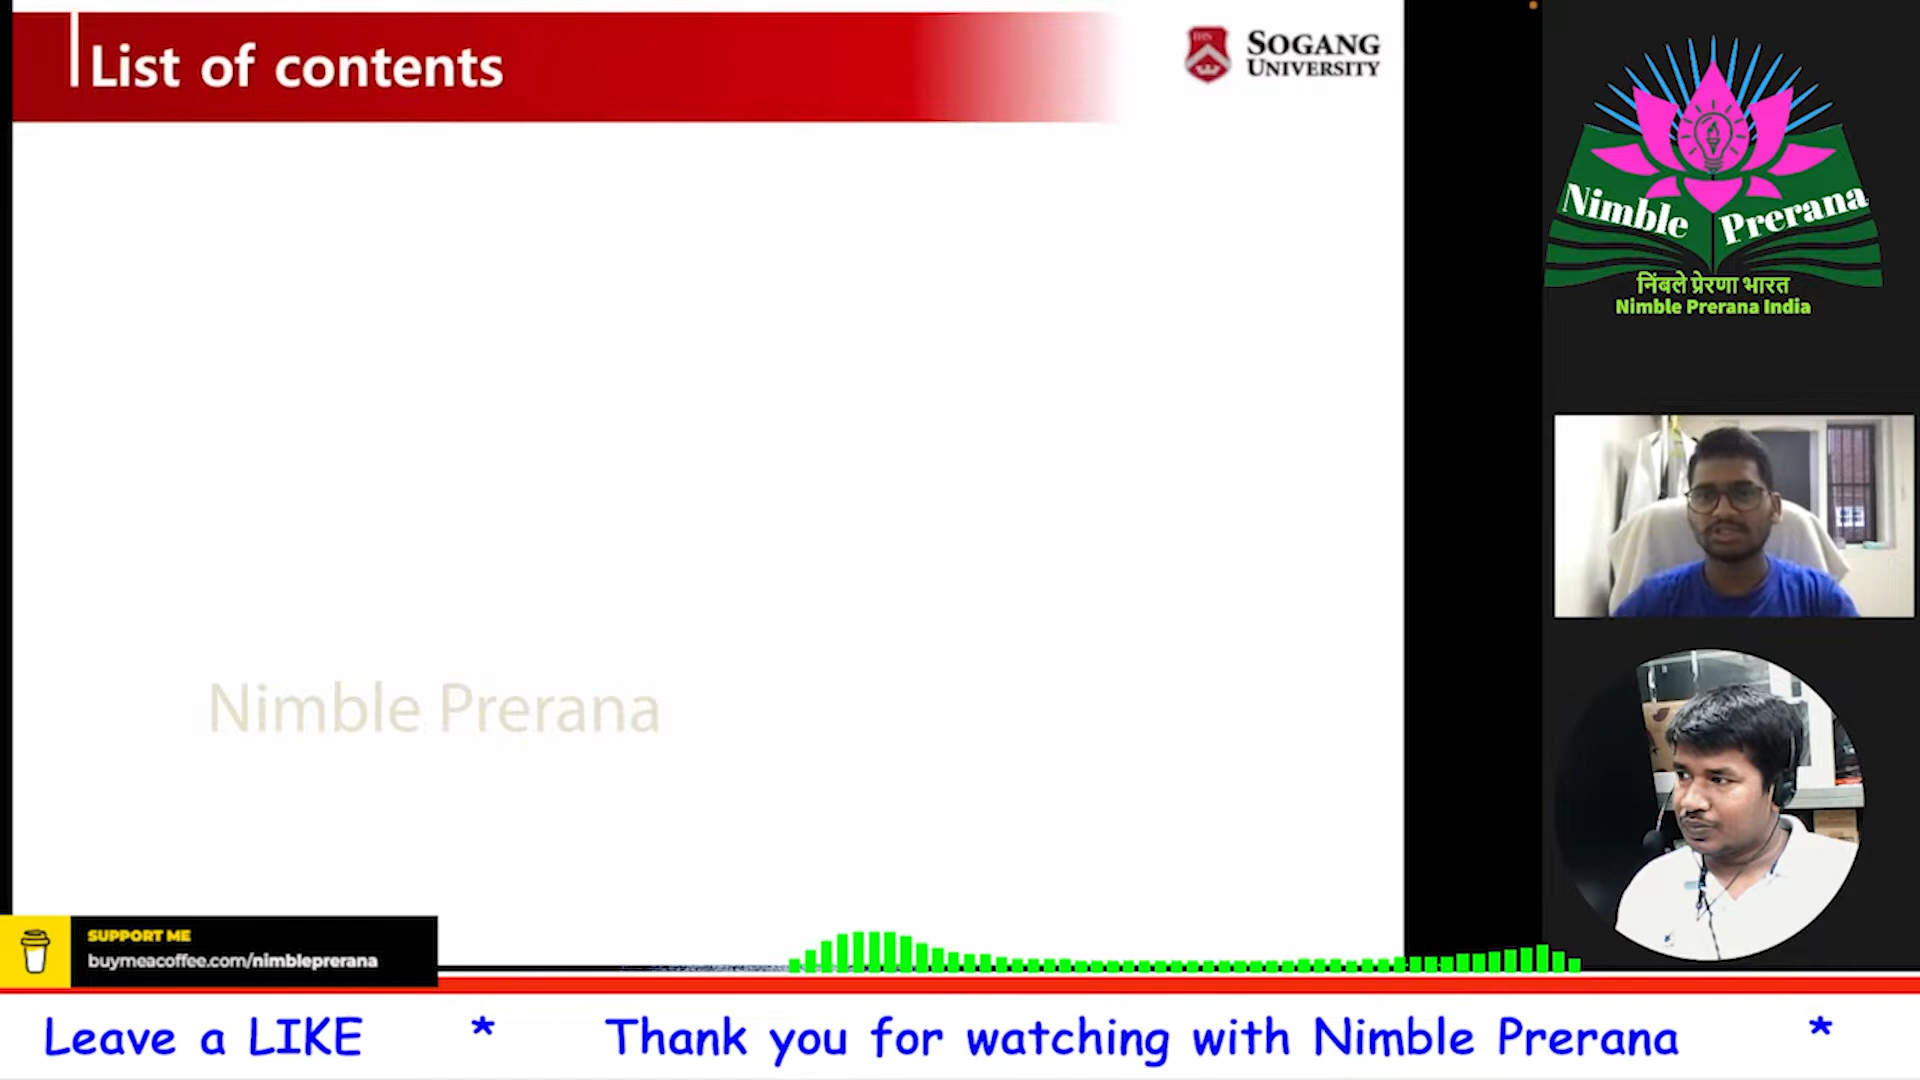 List of contents
SOGANG
UNIVERSITY
Nimble Prerana
निंबले प्रेरणा भारत
Nimble Prerana India
Nimble Prerana
SUPPORT ME
buymeacoffee.com/nimbleprerana
Leave a LIKE * Thank you for watching with Nimble Prerana *